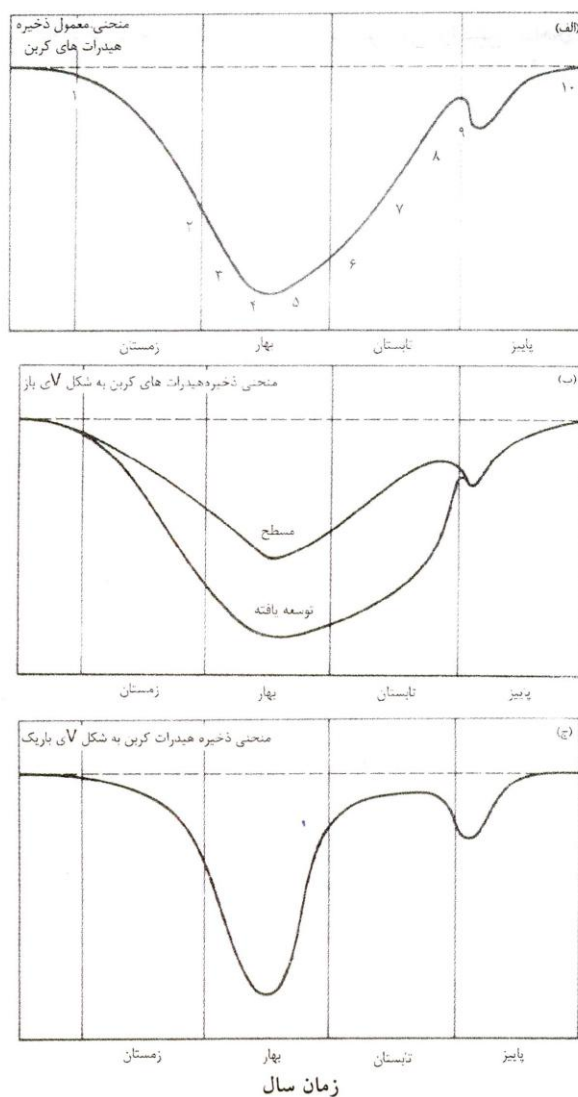 (الف)
منحنی معمول ذخیره
هیدرات های کربن
۱
۲
۳
۴
۵
۶
۷
۸
۹
۱۰
زمستان بهار تابستان پاییز
(ب)
منحنی ذخیره هیدرات های کربن به شکل Vی باز
مسطح
توسعه یافته
زمستان بهار تابستان پاییز
(ج)
منحنی ذخیره هیدرات کربن به شکل Vی باریک
زمستان بهار تابستان پاییز
زمان سال